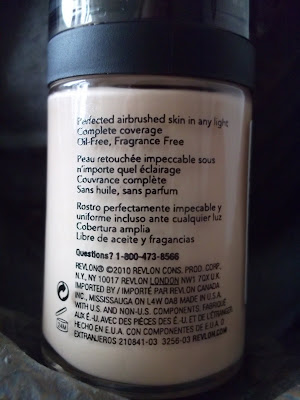 Perfected airbrushed skin in any light
Complete coverage
Oil-Free, Fragrance Free
Peau retouchée impeccable sous
n'importe quel éclairage
Couvrance complète
Sans huile, sans parfum
Rostro perfectamente impecable y
uniforme incluso ante cualquier luz
Cobertura amplia
Libre de aceite y fragancias
Questions? 1-800-473-8566
REVLON® ©2010 REVLON CONS. PROD. CORP.
N.Y., NY 10017 REVLON LONDON NW1 7QX U.K.
IMPORTED BY / IMPORTÉ PAR REVLON CANADA
INC., MISSISSAUGA ON L4W 0A8 MADE IN U.S.A.
WITH U.S. AND NON-U.S. COMPONENTS. FABRIQUÉ
AUX É.-U. AVEC DES PIÈCES DES É.-U. ET DE L'ÉTRANGER.
HECHO EN E.U.A. CON COMPONENTES DE E.U.A. O
EXTRANJEROS 210841-03 3256-03 REVLON.COM
24M